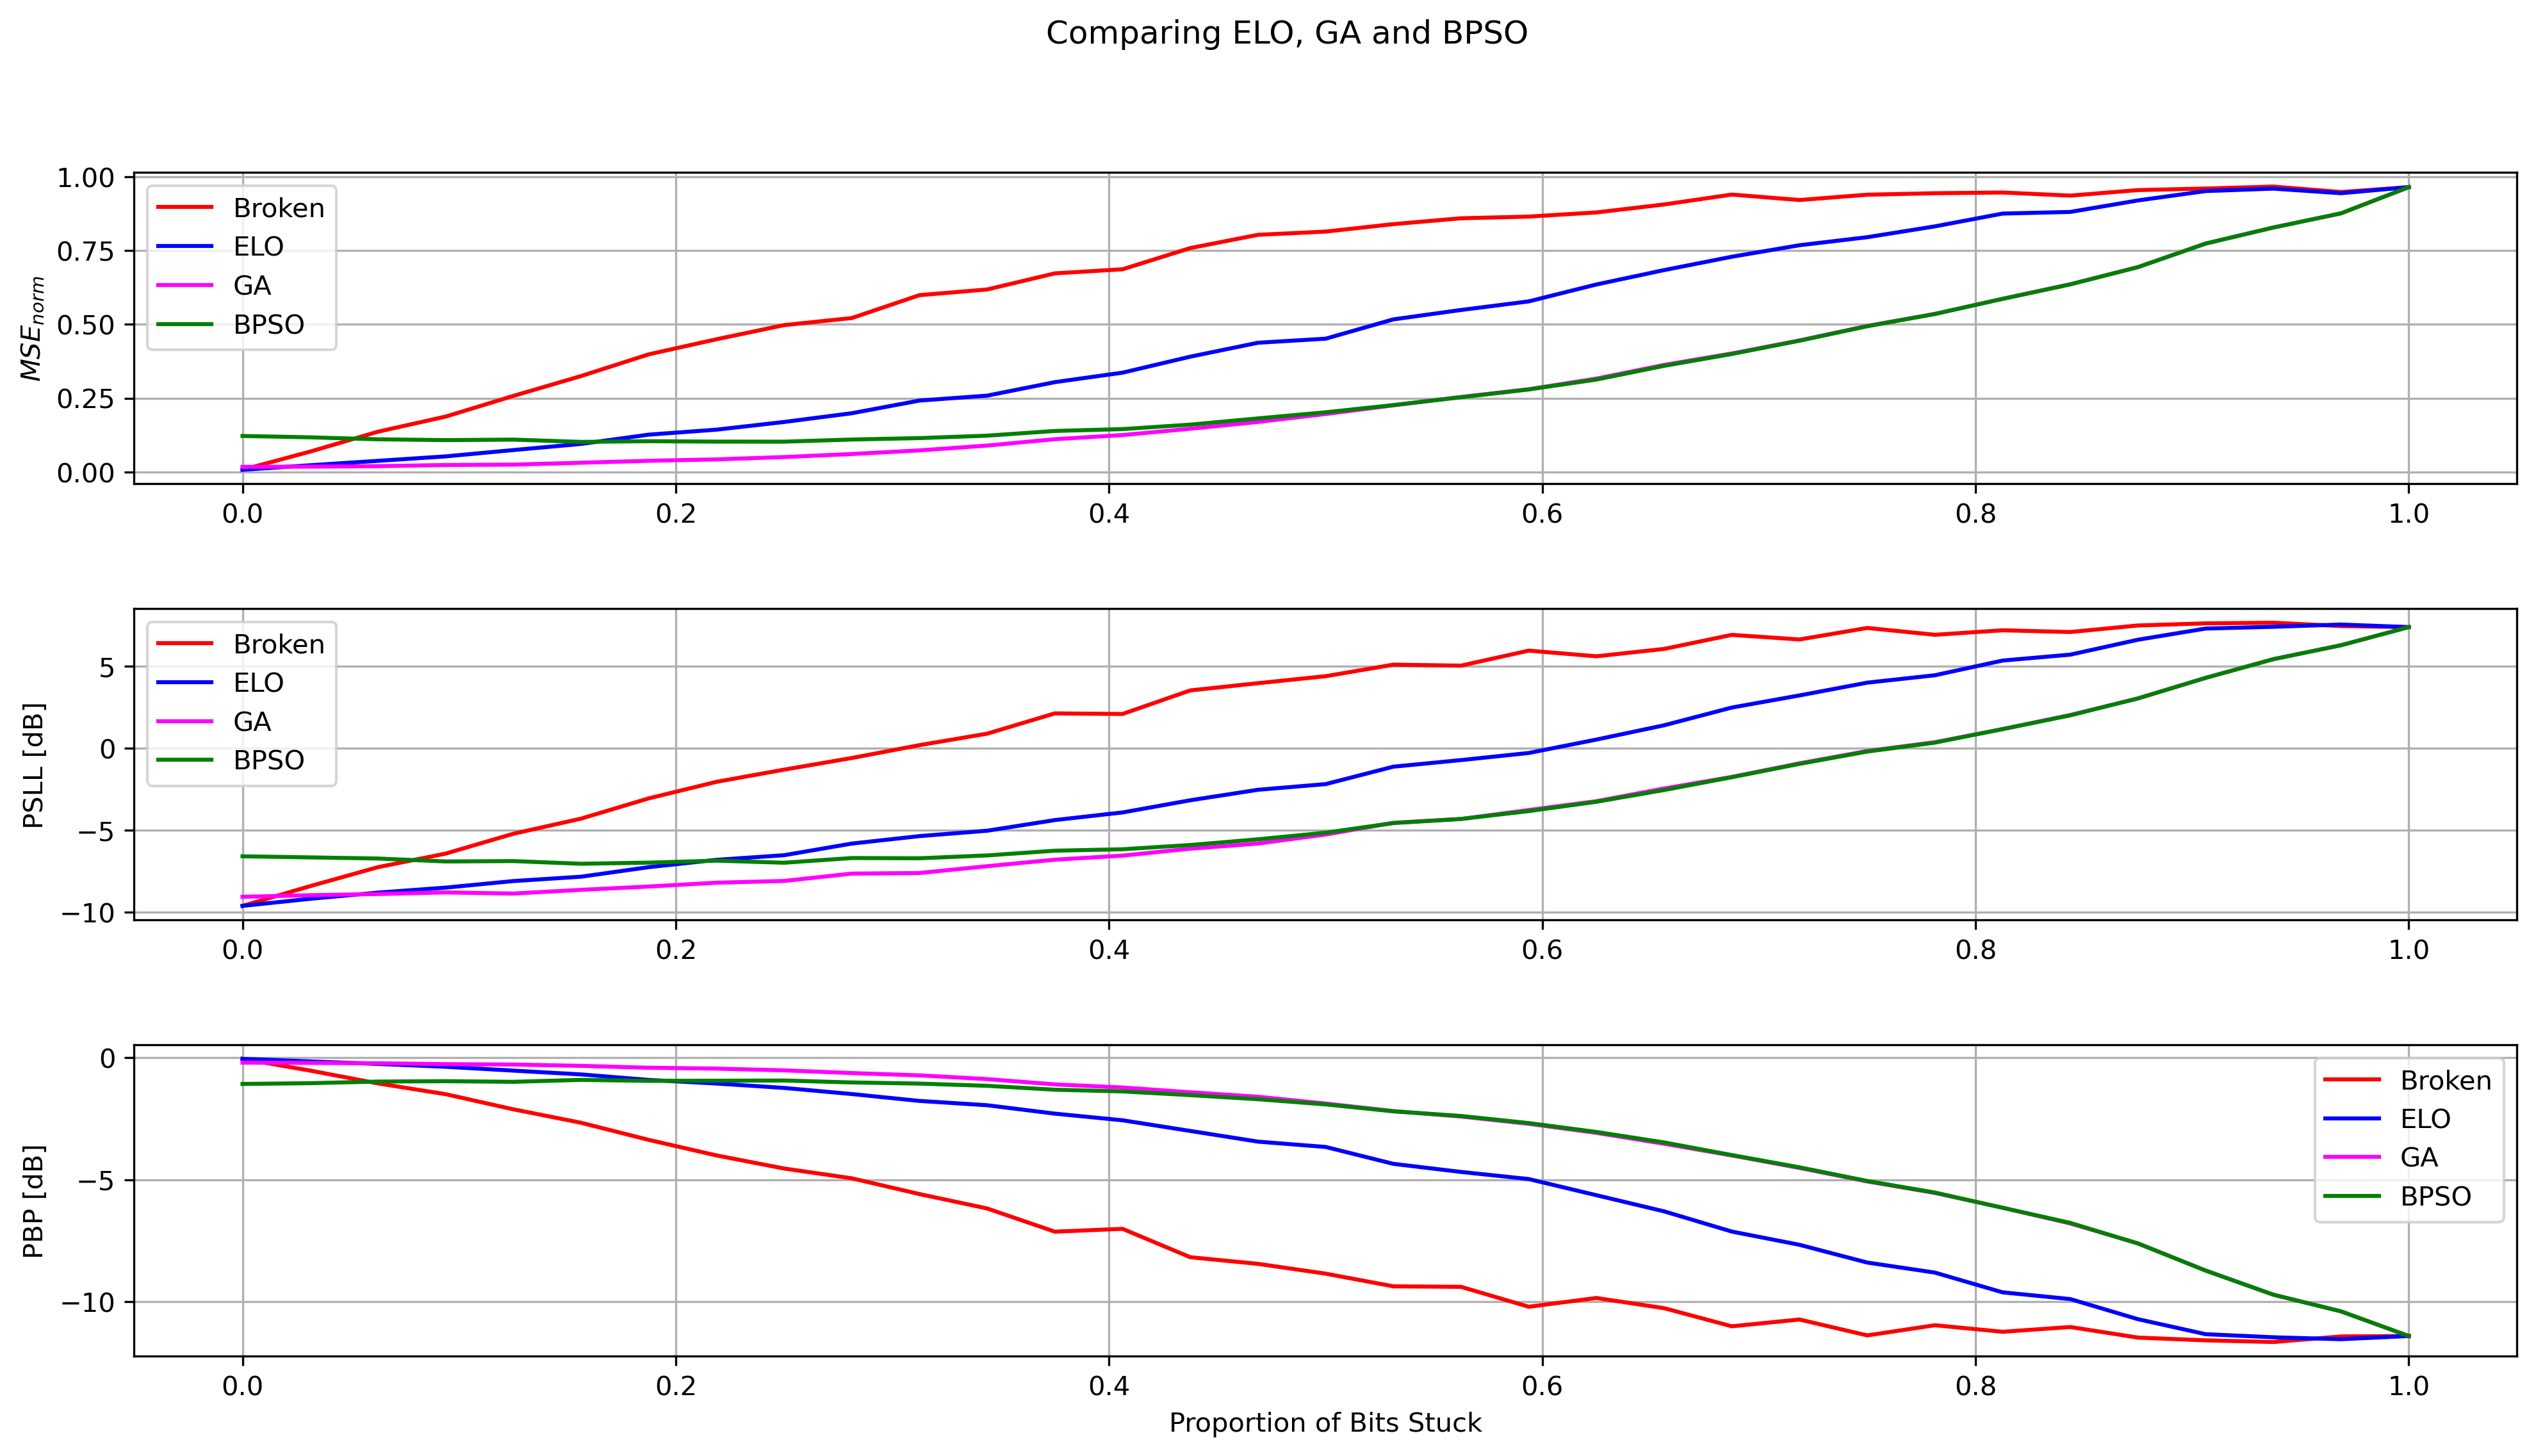 Comparing ELO, GA and BPSO
MSE_norm
1.00
0.75
0.50
0.25
0.00
Broken
ELO
GA
BPSO
0.0 0.2 0.4 0.6 0.8 1.0
PSLL [dB]
5
0
−5
−10
Broken
ELO
GA
BPSO
0.0 0.2 0.4 0.6 0.8 1.0
PBP [dB]
0
−5
−10
Broken
ELO
GA
BPSO
0.0 0.2 0.4 0.6 0.8 1.0
Proportion of Bits Stuck